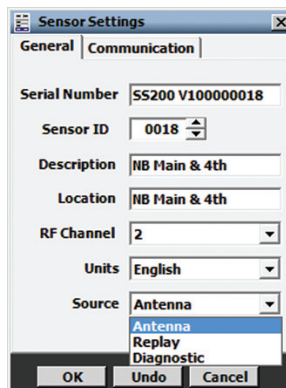 Sensor Settings
General Communication
Serial Number SS200 V100000018
Sensor ID 0018
Description NB Main & 4th
Location NB Main & 4th
RF Channel 2
Units English
Source Antenna
Antenna
Replay
Diagnostic
OK Undo Cancel